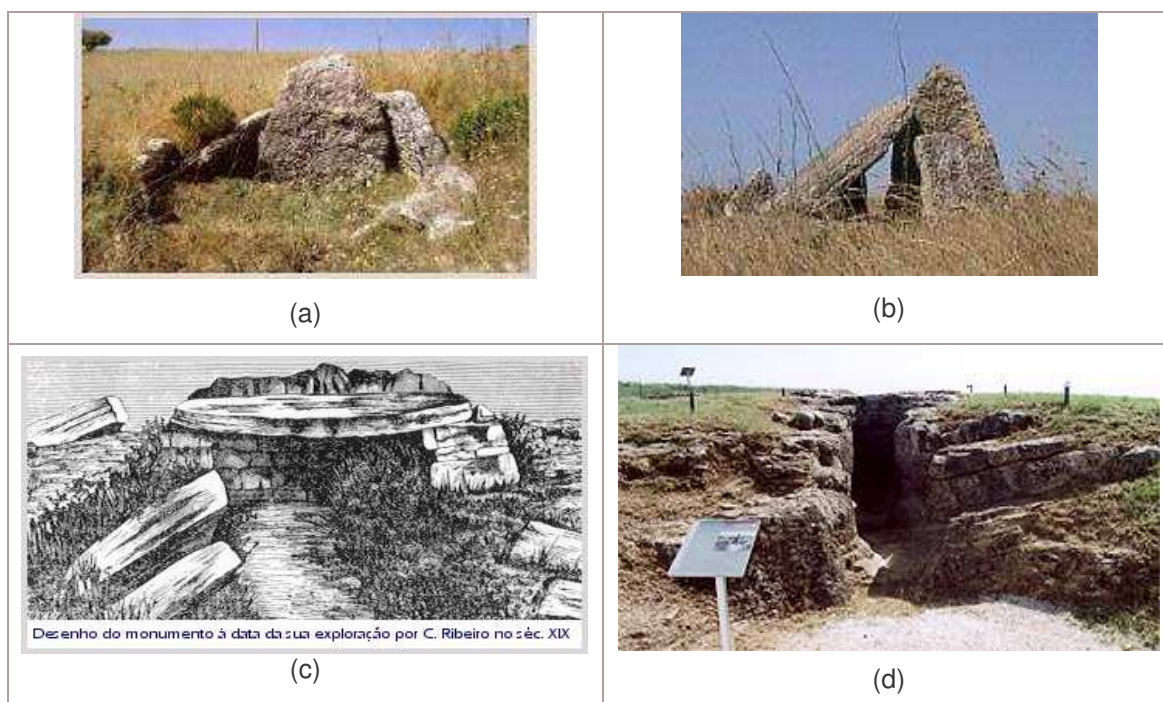 (a)
(b)
Desenho do monumento à data da sua exploração por C. Ribeiro no séc. XIX
(c)
(d)